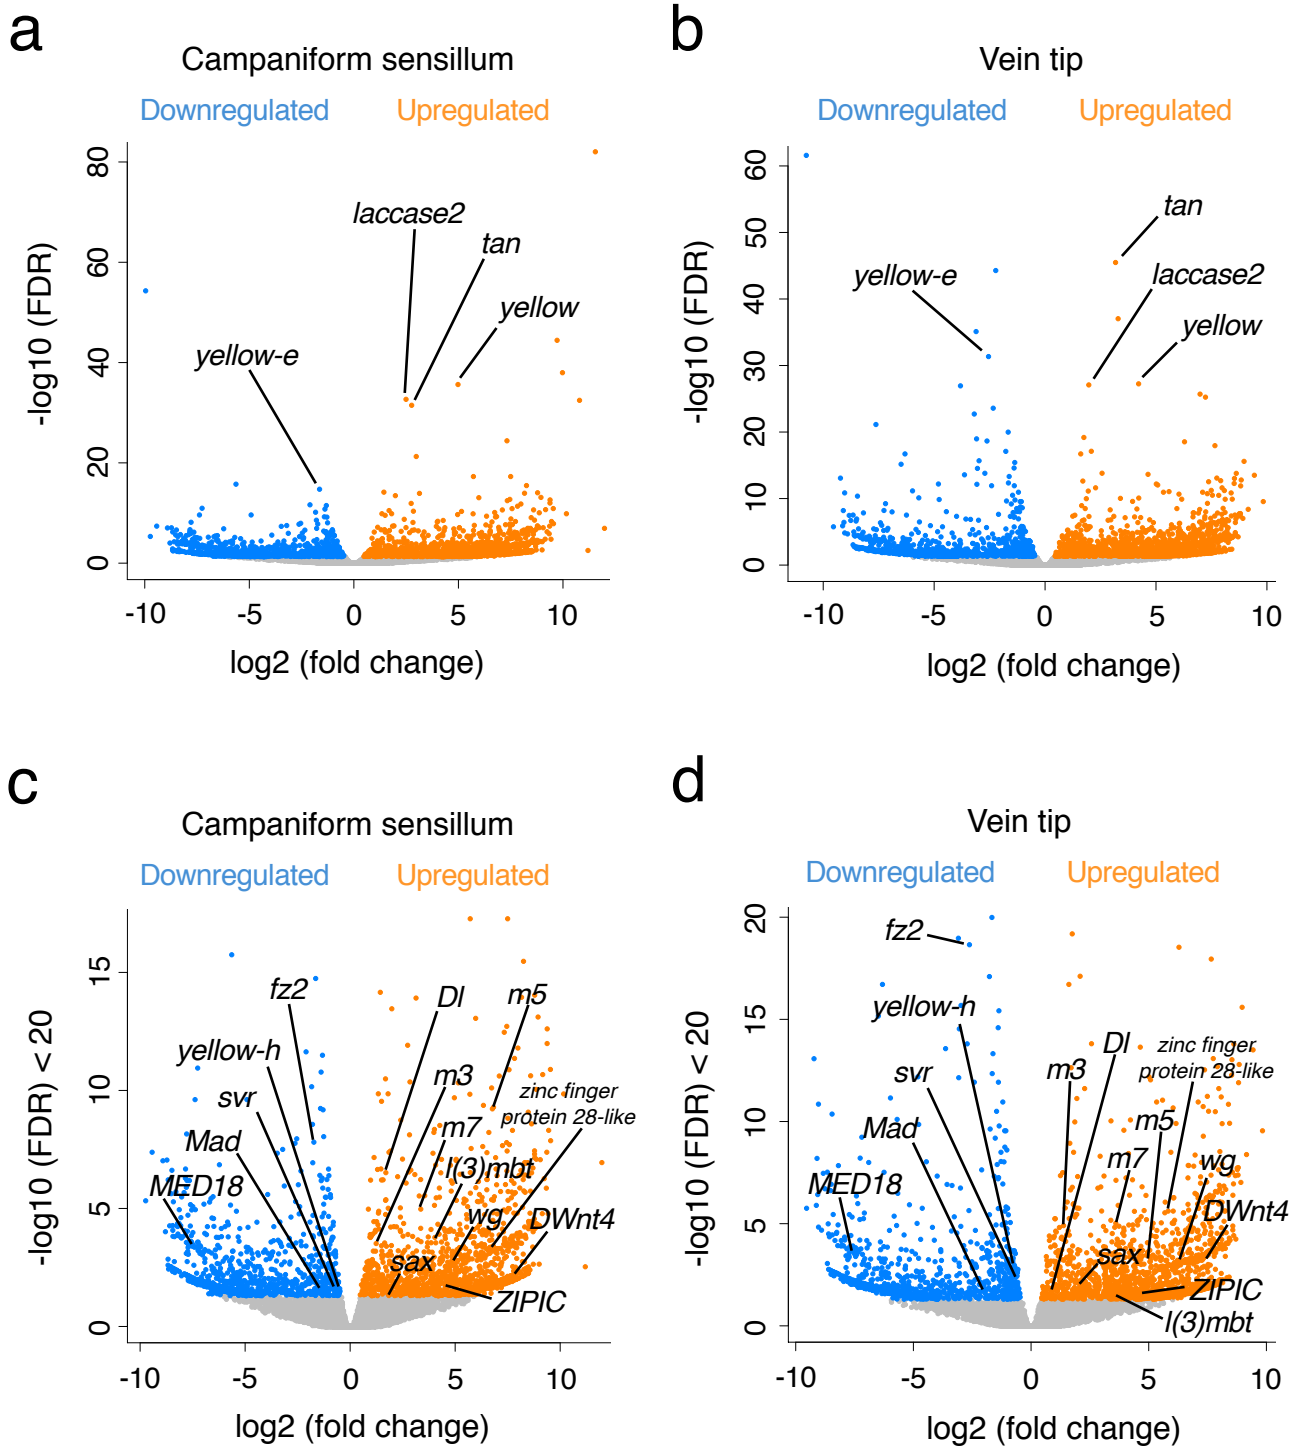 a
Campaniform sensillum
Downregulated
Upregulated
-log10 (FDR)
80
60
40
20
0
laccase2
tan
yellow
yellow-e
-10
-5
0
5
10
log2 (fold change)
b
Vein tip
Downregulated
Upregulated
-log10 (FDR)
60
50
40
30
20
10
0
tan
yellow-e
laccase2
yellow
-10
-5
0
5
10
log2 (fold change)
c
Campaniform sensillum
Downregulated
Upregulated
-log10 (FDR) < 20
15
10
5
0
fz2
Dl
m5
yellow-h
m3
svr
zinc finger
protein 28-like
Mad
m7
MED18
l(3)mbt
wg
DWnt4
sax
ZIPIC
-10
-5
0
5
10
log2 (fold change)
d
Vein tip
Downregulated
Upregulated
-log10 (FDR) < 20
20
15
10
5
0
fz2
yellow-h
svr
m3
Dl
zinc finger
protein 28-like
Mad
m5
MED18
m7
wg
DWnt4
sax
ZIPIC
l(3)mbt
-10
-5
0
5
10
log2 (fold change)